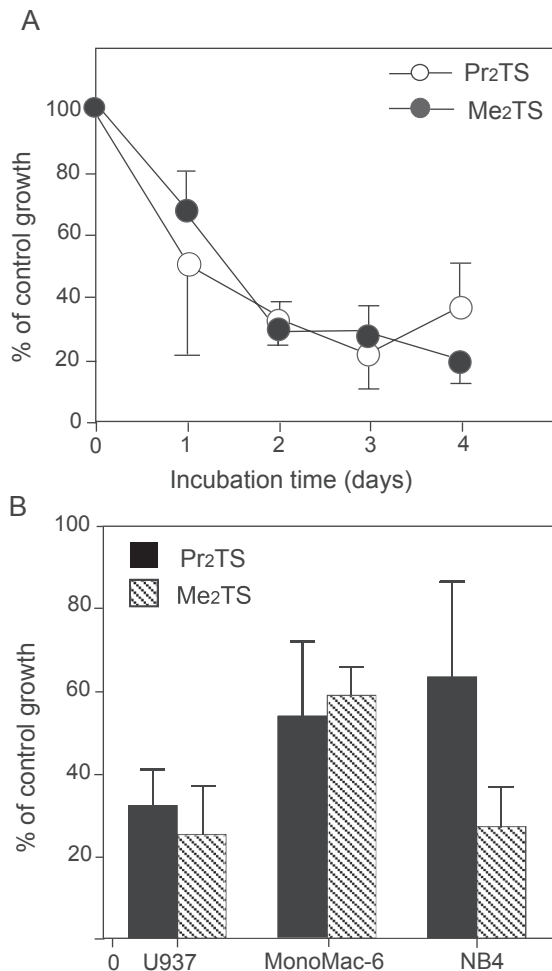 A
Pr2TS
Me2TS
100
80
60
40
20
0
% of control growth
0 1 2 3 4
Incubation time (days)
B
100
80
60
40
20
% of control growth
Pr2TS
Me2TS
0 U937 MonoMac-6 NB4